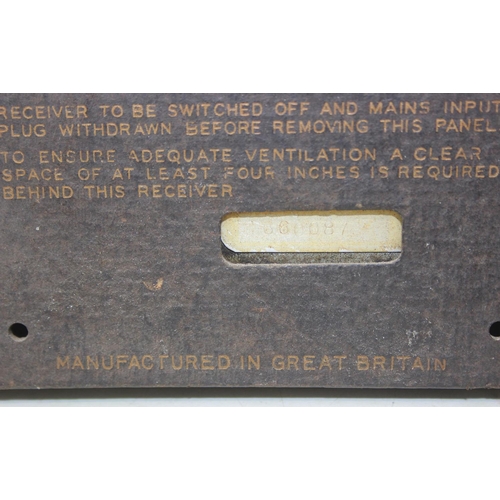 RECEIVER TO BE SWITCHED OFF AND MAINS INPUT
PLUG WITHDRAWN BEFORE REMOVING THIS PANEL
TO ENSURE ADEQUATE VENTILATION A CLEAR
SPACE OF AT LEAST FOUR INCHES IS REQUIRED
BEHIND THIS RECEIVER
MANUFACTURED IN GREAT BRITAIN